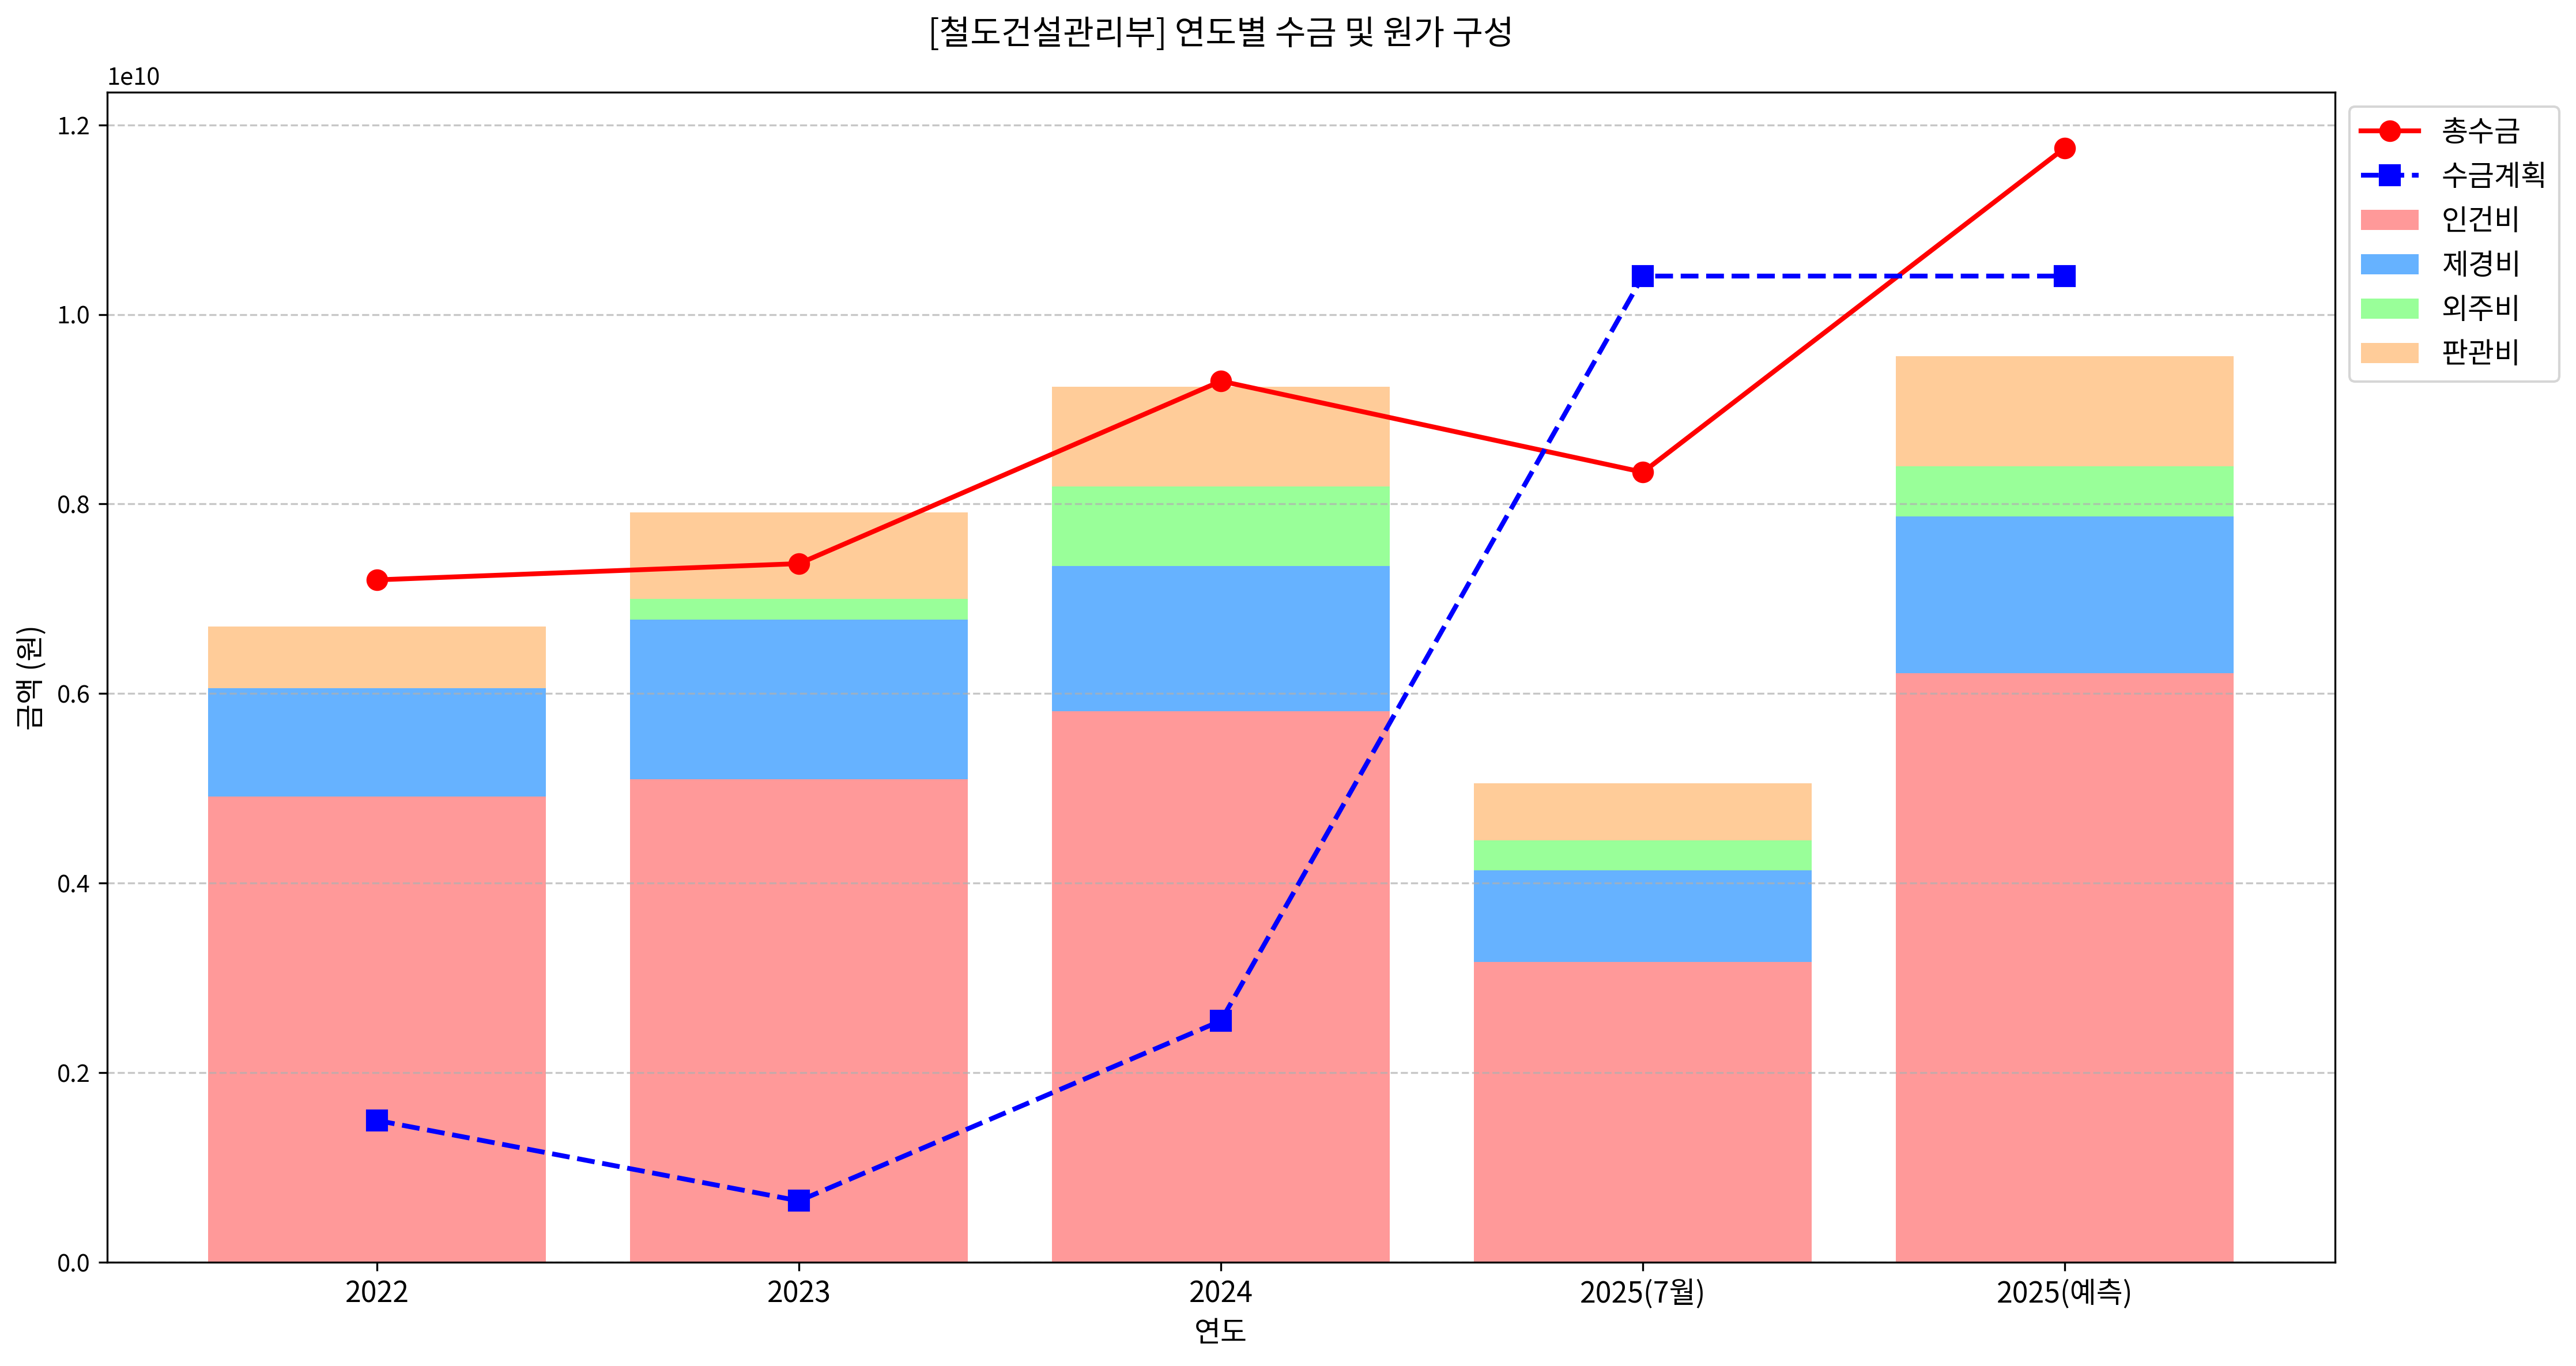 [철도건설관리부] 연도별 수금 및 원가 구성
1e10
1.2
1.0
0.8
0.6
0.4
0.2
0.0
금액 (원)
2022
2023
2024
2025(7월)
2025(예측)
연도
총수금
수금계획
인건비
제경비
외주비
판관비